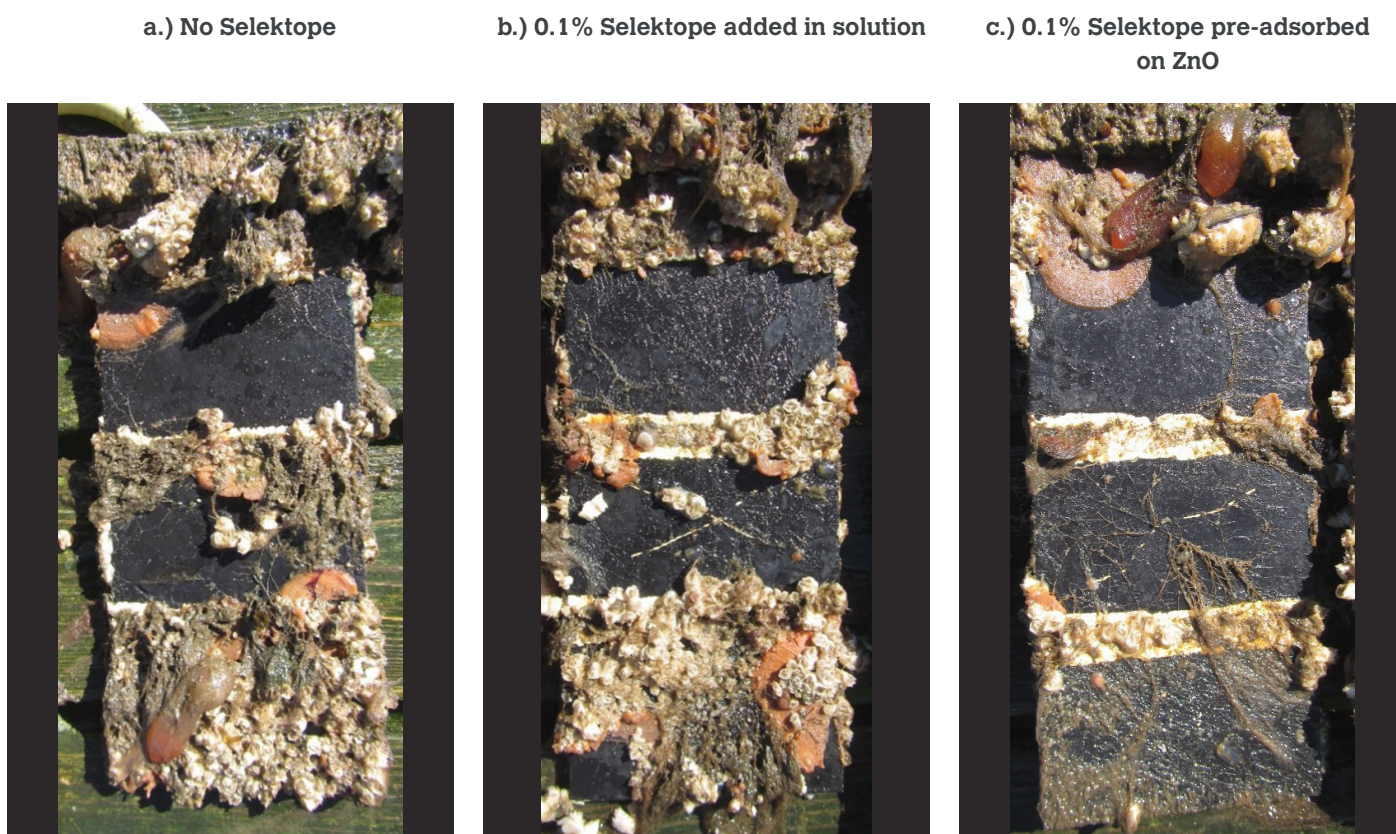 a.) No Selektope
b.) 0.1% Selektope added in solution
c.) 0.1% Selektope pre-adsorbed
on ZnO